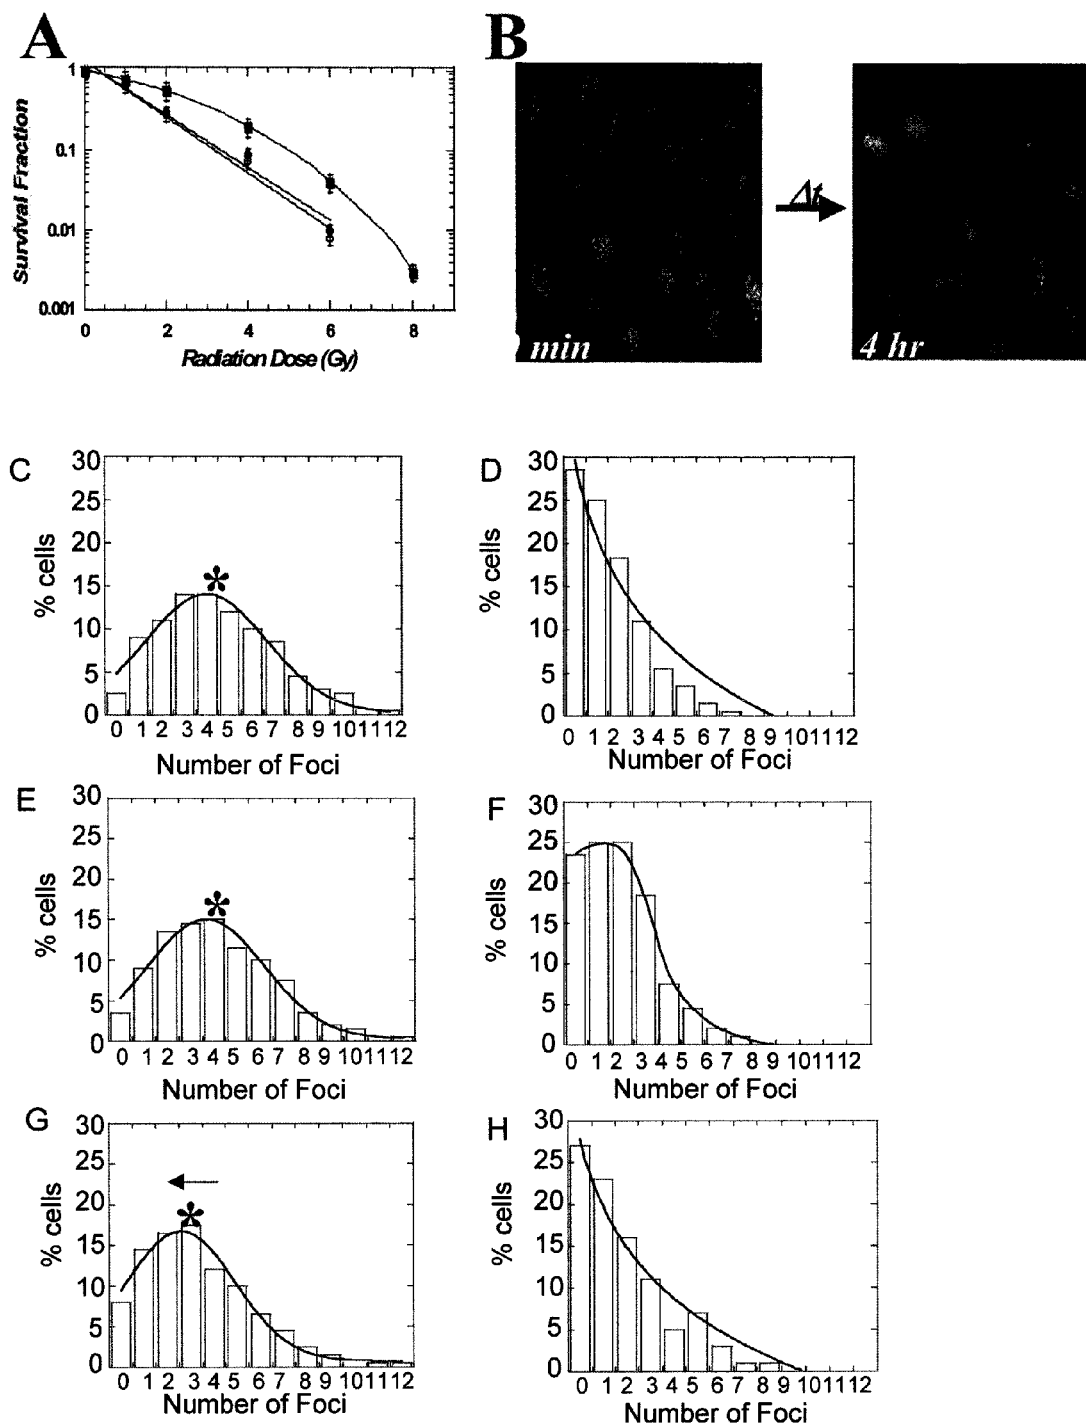 A
B
1
0.1
0.01
0.001
Survival Fraction
0 2 4 6 8
Radiation Dose (Gy)
min
Δt
4 hr
C
30
25
20
15
10
5
0
% cells
*
0 1 2 3 4 5 6 7 8 9 10 11 12
Number of Foci
D
30
25
20
15
10
5
0
% cells
0 1 2 3 4 5 6 7 8 9 10 11 12
Number of Foci
E
30
25
20
15
10
5
0
% cells
*
0 1 2 3 4 5 6 7 8 9 10 11 12
Number of Foci
F
30
25
20
15
10
5
0
% cells
0 1 2 3 4 5 6 7 8 9 10 11 12
Number of Foci
G
30
25
20
15
10
5
0
% cells
*
0 1 2 3 4 5 6 7 8 9 10 11 12
Number of Foci
H
30
25
20
15
10
5
0
% cells
0 1 2 3 4 5 6 7 8 9 10 11 12
Number of Foci